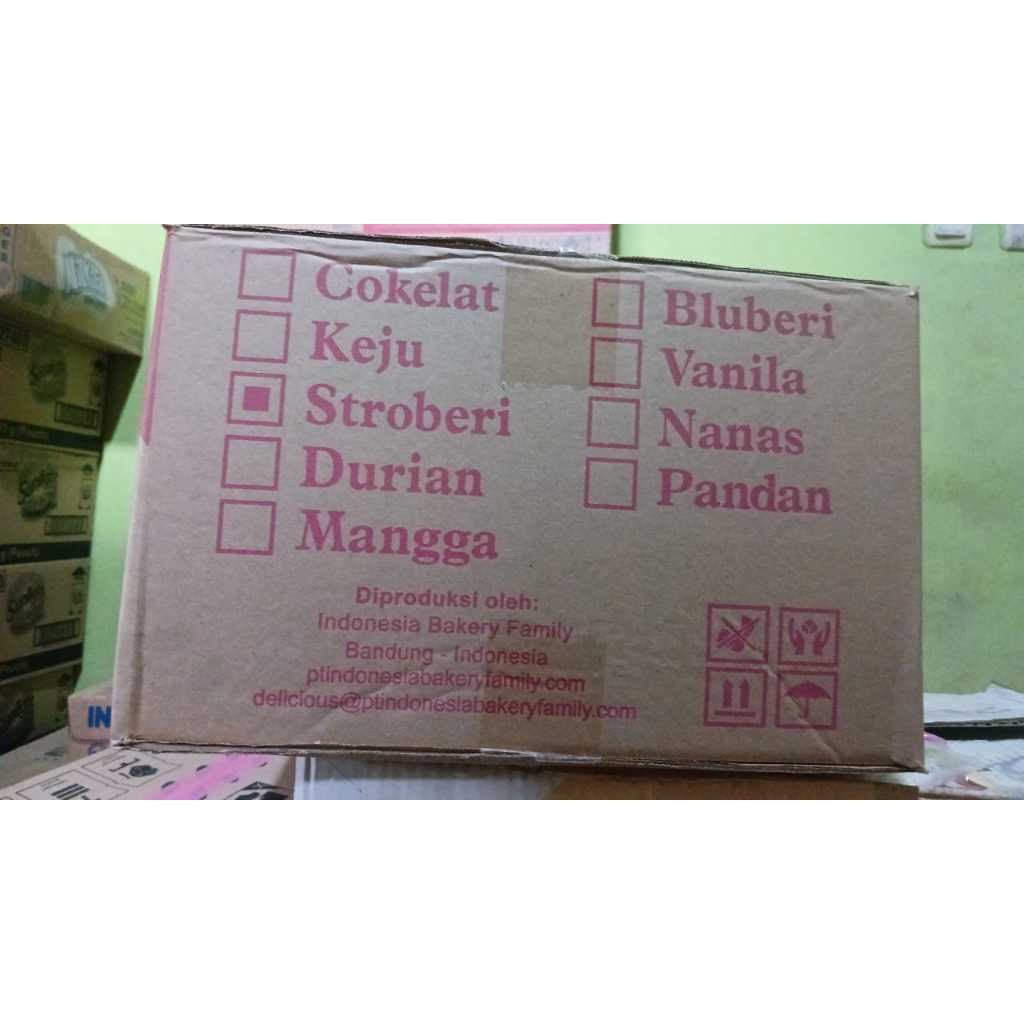 Cokelat
Keju
Stroberi
Durian
Mangga
Bluberi
Vanila
Nanas
Pandan
Diproduksi oleh:
Indonesia Bakery Family
Bandung - Indonesia
ptindonesiabakeryfamily.com
delicious@ptindonesiabakeryfamily.com
IN